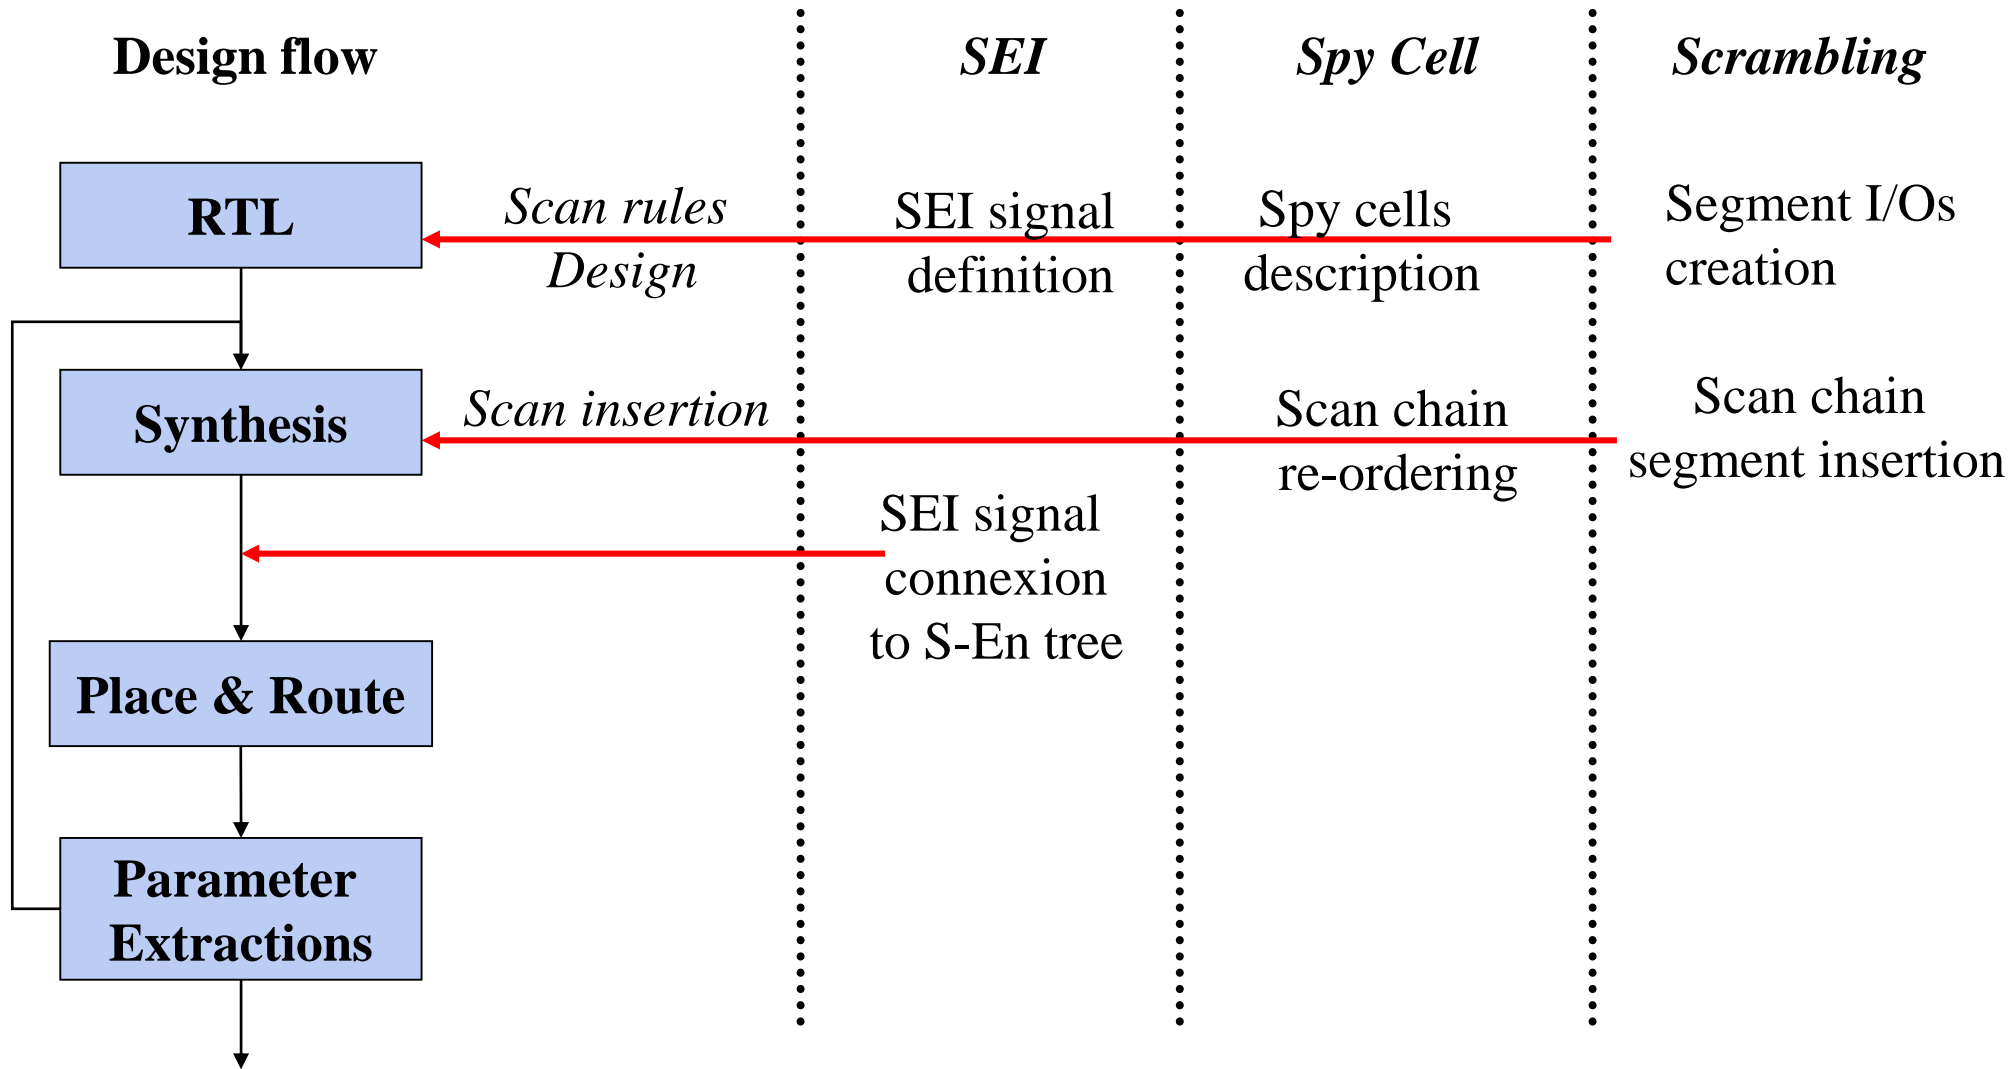 Design flow
SEI
Spy Cell
Scrambling
RTL
Scan rules
Design
SEI signal
definition
Spy cells
description
Segment I/Os
creation
Synthesis
Scan insertion
Scan chain
re-ordering
Scan chain
segment insertion
SEI signal
connexion
to S-En tree
Place & Route
Parameter
Extractions